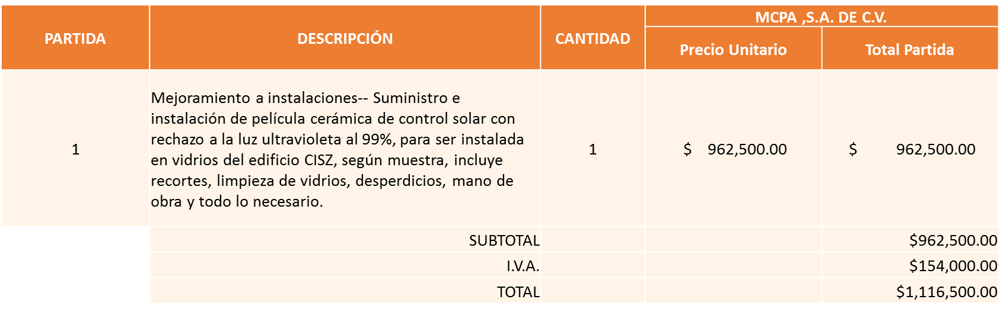 PARTIDA
DESCRIPCIÓN
CANTIDAD
MCPA ,S.A. DE C.V.
Precio Unitario
Total Partida
1
Mejoramiento a instalaciones-- Suministro e
instalación de película cerámica de control solar con
rechazo a la luz ultravioleta al 99%, para ser instalada
en vidrios del edificio CISZ, según muestra, incluye
recortes, limpieza de vidrios, desperdicios, mano de
obra y todo lo necesario.
1
$ 962,500.00
$ 962,500.00
SUBTOTAL
$962,500.00
I.V.A.
$154,000.00
TOTAL
$1,116,500.00